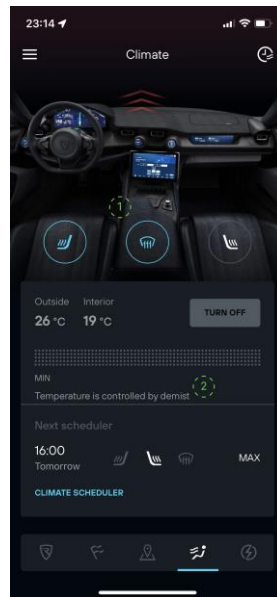 23:14
Climate
1
Outside Interior
26 °C 19 °C
TURN OFF
MIN
Temperature is controlled by demist
2
Next scheduler
16:00
Tomorrow
MAX
CLIMATE SCHEDULER